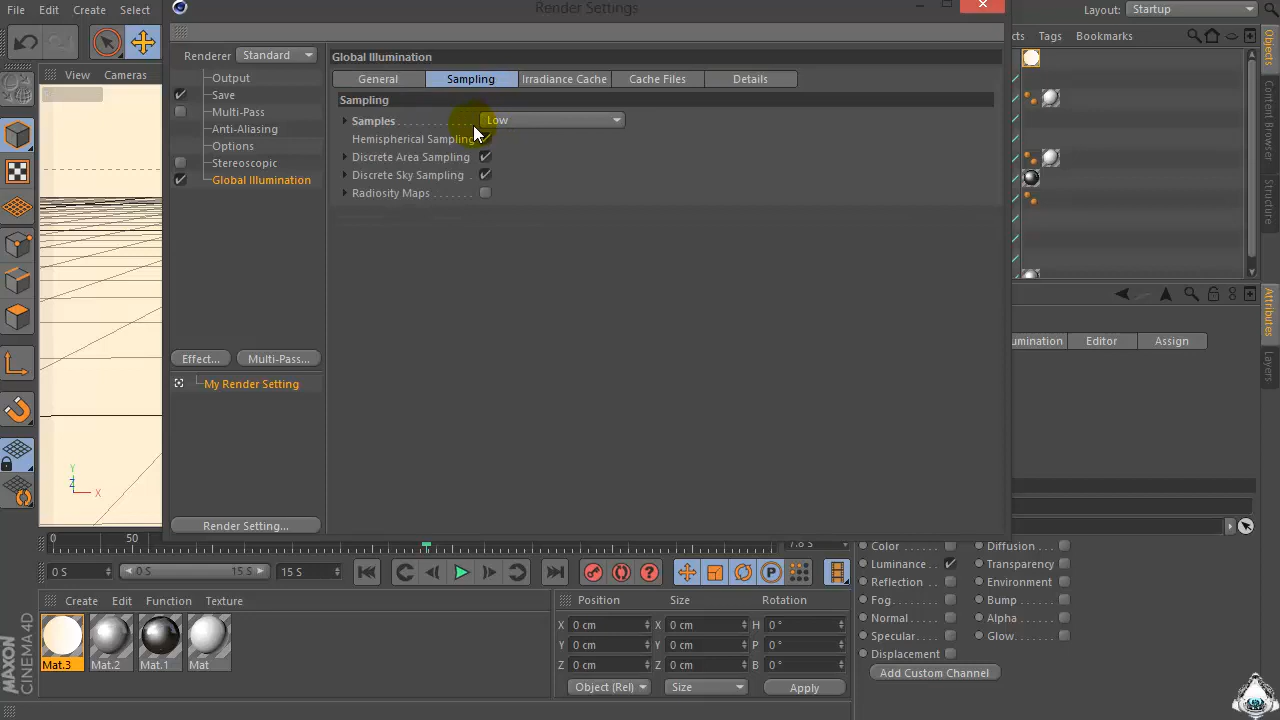 Render Settings
File Edit Create Select
Layout: Startup
View Cameras
Renderer Standard
Output
Save
Multi-Pass
Anti-Aliasing
Options
Stereoscopic
Global Illumination
Effect... Multi-Pass...
My Render Setting
Render Setting...
Global Illumination
General Sampling Irradiance Cache Cache Files Details
Sampling
Samples Low
Hemispherical Sampling
Discrete Area Sampling
Discrete Sky Sampling
Radiosity Maps
cts Tags Bookmarks
Objects
Content Browser
Structure
Attributes
Layers
umination Editor Assign
Y
Z X
0 50
7.8 S
0 S 0 S 15 S 15 S
Create Edit Function Texture
Mat.3 Mat.2 Mat.1 Mat
MAXON
CINEMA 4D
Position Size Rotation
X 0 cm X 0 cm H 0 °
Y 0 cm Y 0 cm P 0 °
Z 0 cm Z 0 cm B 0 °
Object (Rel) Size Apply
Color Diffusion
Luminance Transparency
Reflection Environment
Fog Bump
Normal Alpha
Specular Glow
Displacement
Add Custom Channel